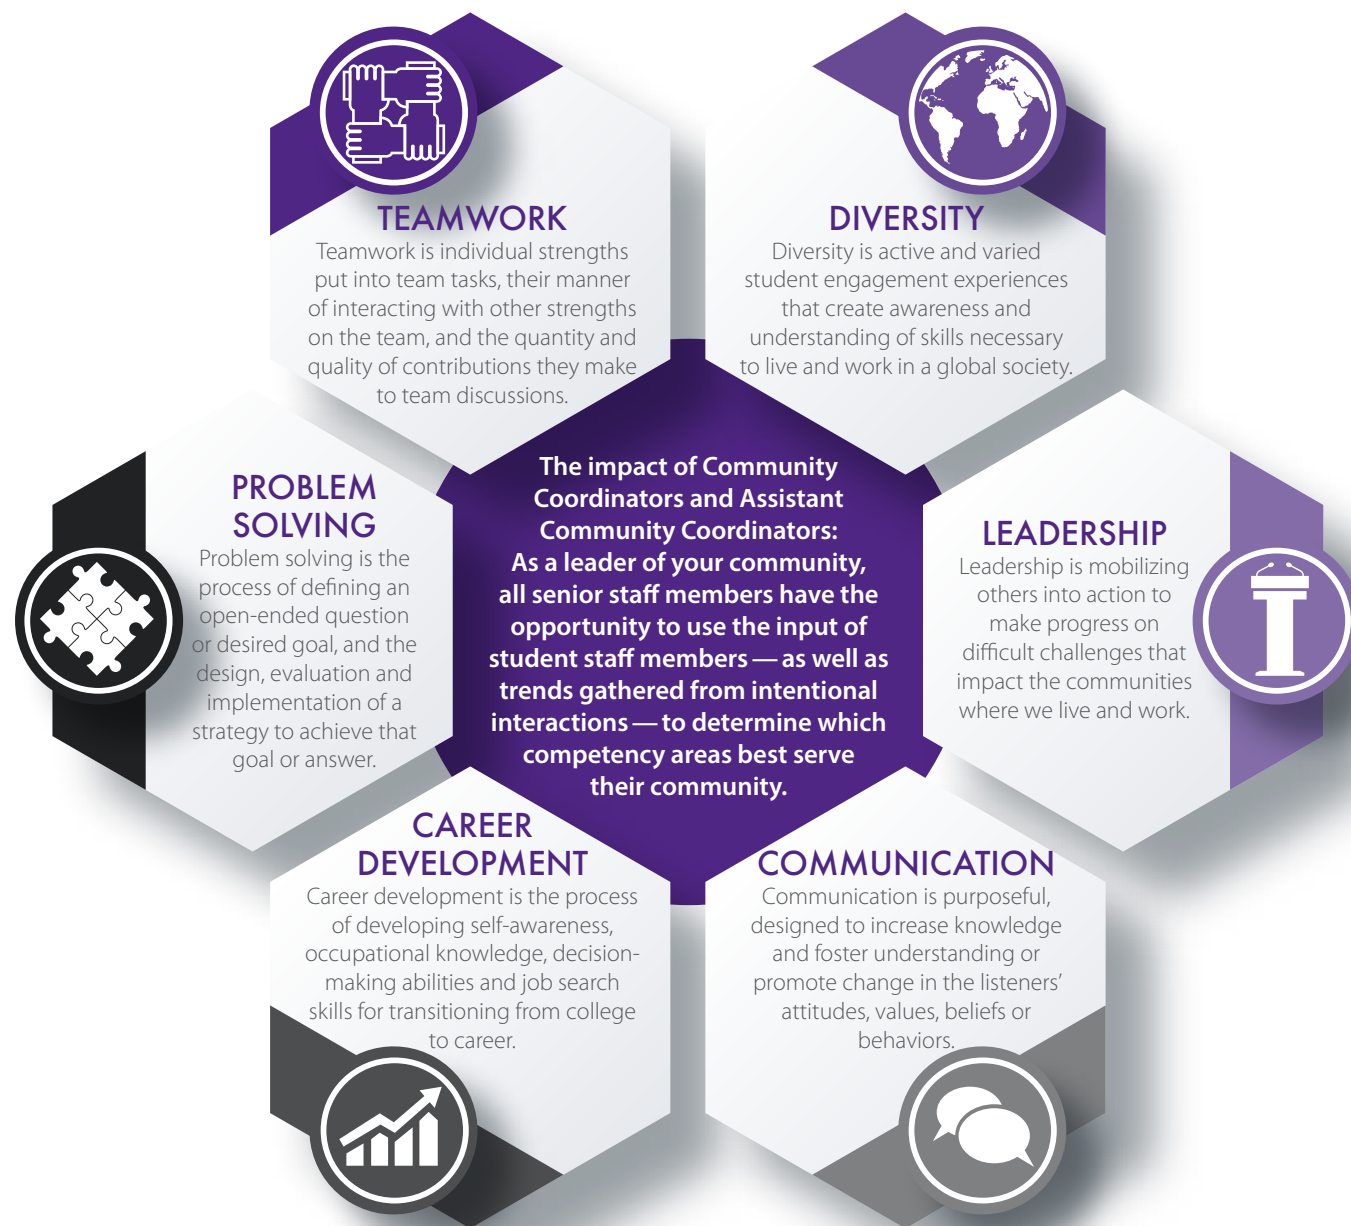 TEAMWORK
Teamwork is individual strengths
put into team tasks, their manner
of interacting with other strengths
on the team, and the quantity and
quality of contributions they make
to team discussions.
DIVERSITY
Diversity is active and varied
student engagement experiences
that create awareness and
understanding of skills necessary
to live and work in a global society.
PROBLEM
SOLVING
Problem solving is the
process of defining an
open-ended question
or desired goal, and the
design, evaluation and
implementation of a
strategy to achieve that
goal or answer.
The impact of Community
Coordinators and Assistant
Community Coordinators:
As a leader of your community,
all senior staff members have the
opportunity to use the input of
student staff members — as well as
trends gathered from intentional
interactions — to determine which
competency areas best serve
their community.
LEADERSHIP
Leadership is mobilizing
others into action to
make progress on
difficult challenges that
impact the communities
where we live and work.
CAREER
DEVELOPMENT
Career development is the process
of developing self-awareness,
occupational knowledge, decision-
making abilities and job search
skills for transitioning from college
to career.
COMMUNICATION
Communication is purposeful,
designed to increase knowledge
and foster understanding or
promote change in the listeners’
attitudes, values, beliefs or
behaviors.